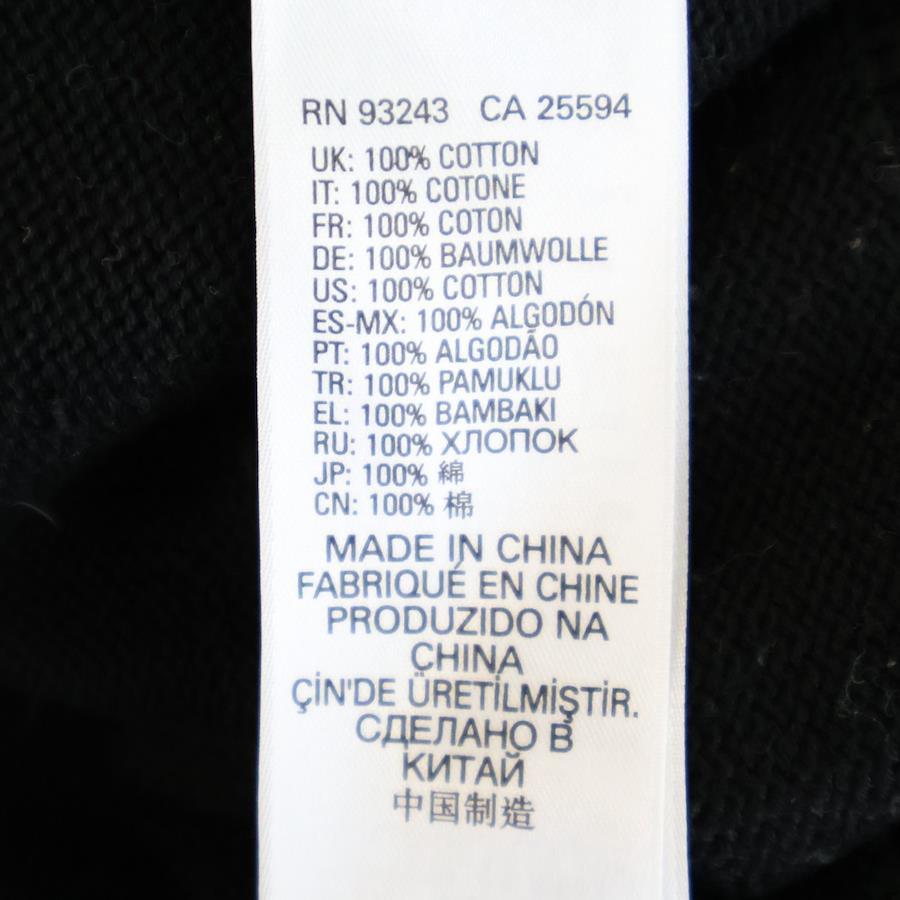 RN 93243 CA 25594
UK: 100% COTTON
IT: 100% COTONE
FR: 100% COTON
DE: 100% BAUMWOLLE
US: 100% COTTON
ES-MX: 100% ALGODÓN
PT: 100% ALGODÃO
TR: 100% PAMUKLU
EL: 100% BAMBAKI
RU: 100% ХЛОПОК
JP: 100% 綿
CN: 100% 棉
MADE IN CHINA
FABRIQUÉ EN CHINE
PRODUZIDO NA
CHINA
ÇİN'DE ÜRETİLMİŞTİR.
СДЕЛАНО В
КИТАЙ
中国制造